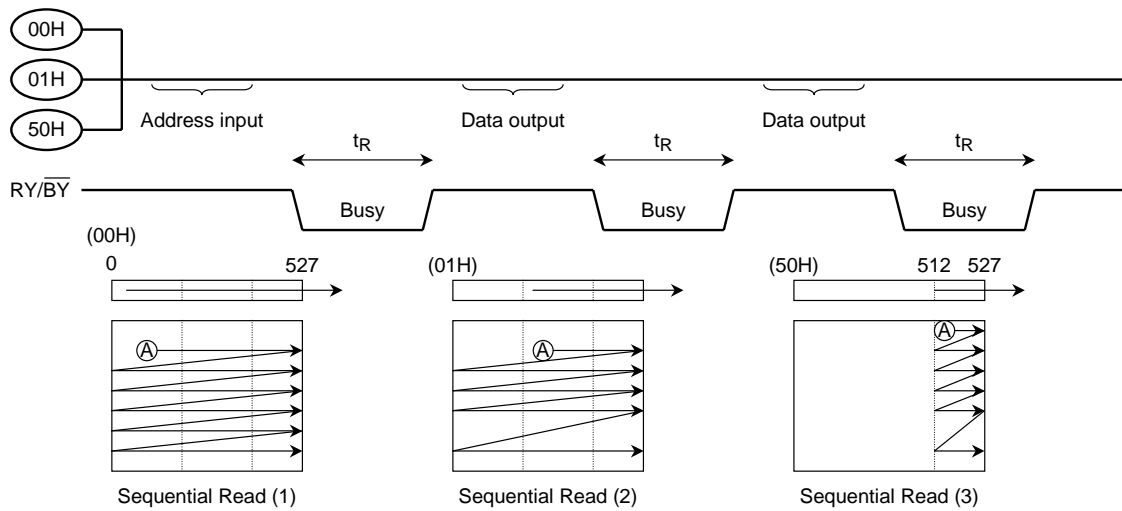 00H
01H
50H
Address input
Data output
Data output
tR
tR
tR
RY/BY
Busy
Busy
Busy
(00H)
0
527
(01H)
(50H)
512
527
A
A
A
Sequential Read (1)
Sequential Read (2)
Sequential Read (3)